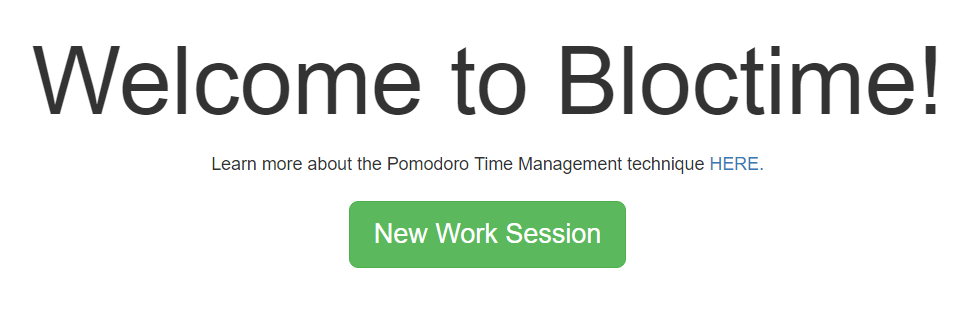 Welcome to Bloctime!
Learn more about the Pomodoro Time Management technique HERE.
New Work Session